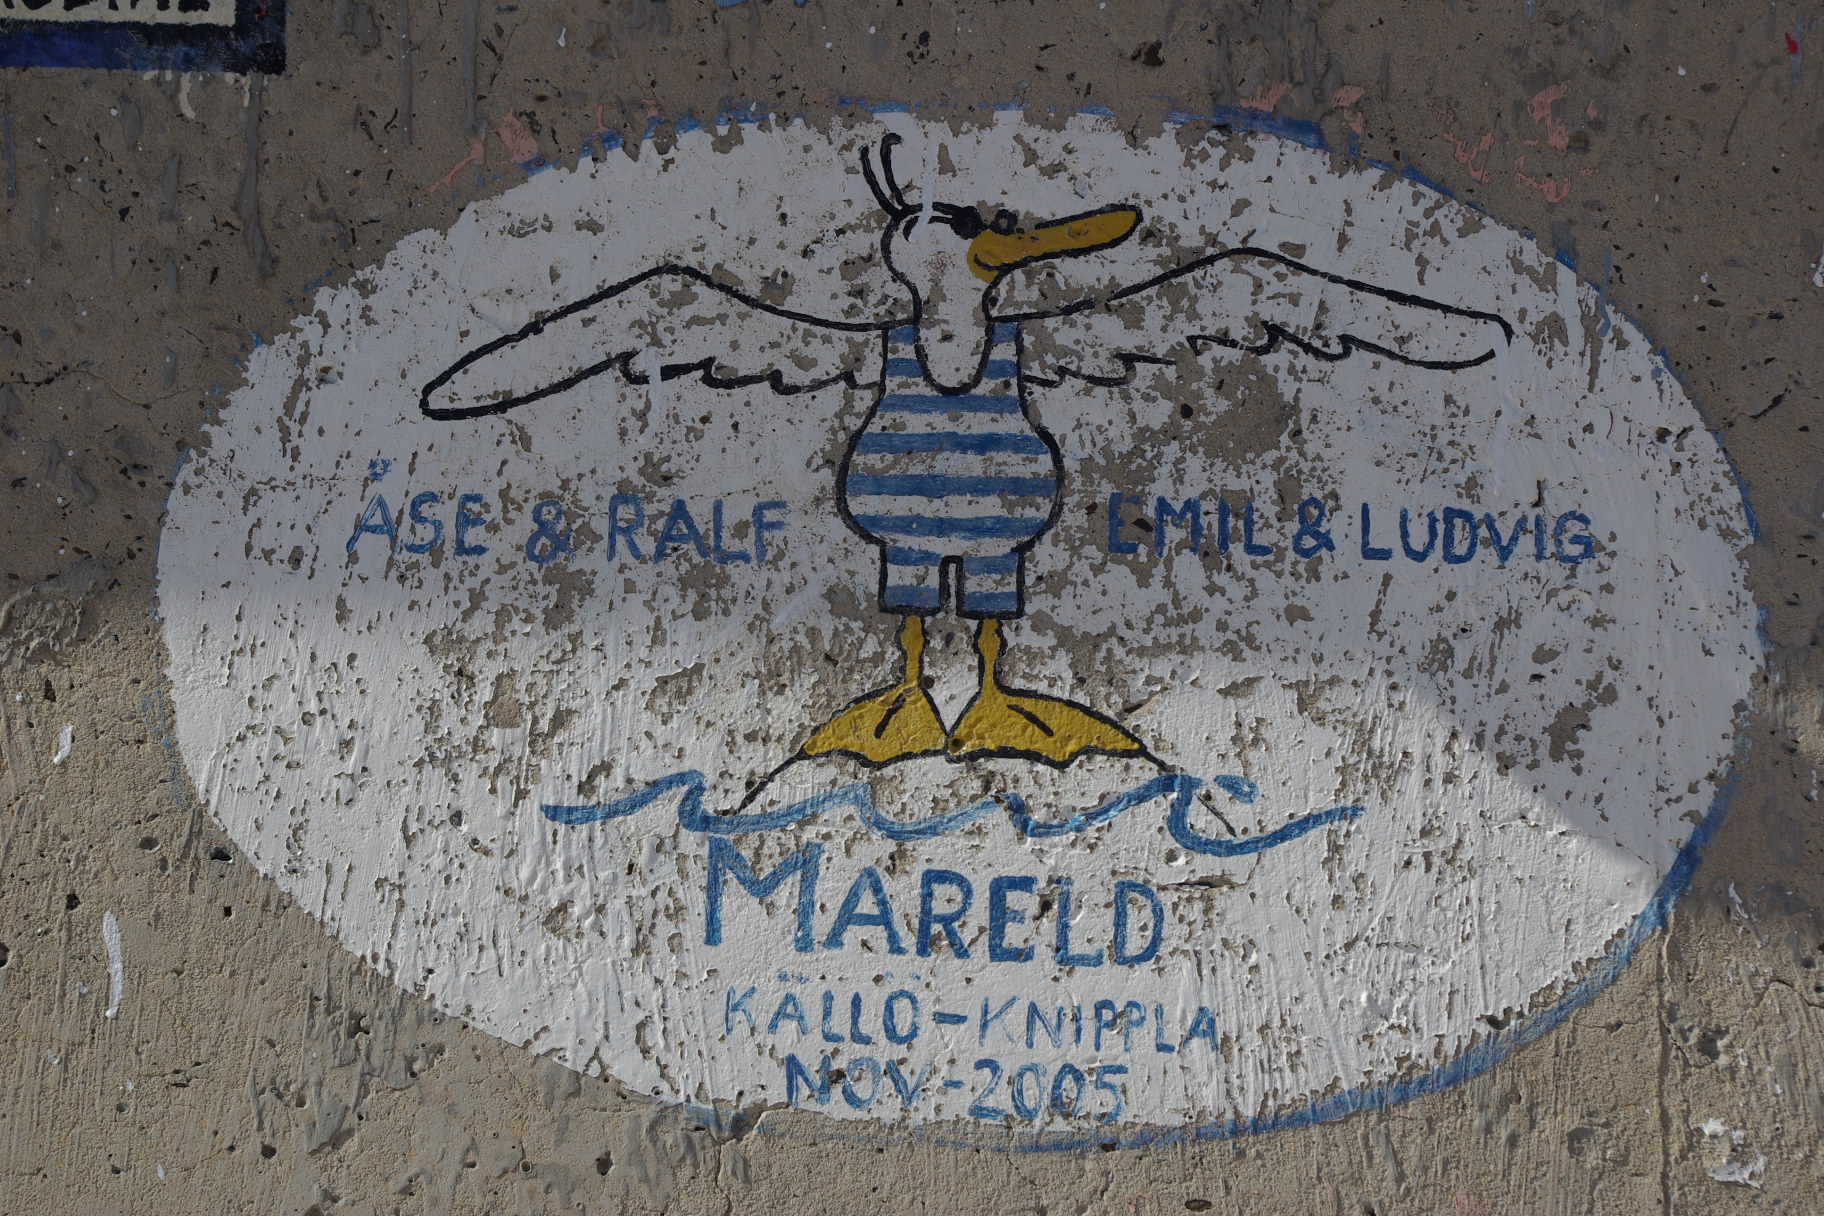 ÅSE & RALF EMIL & LUDVIG
MARELD
KÄLLÖ-KNIPPLA
NOV-2005